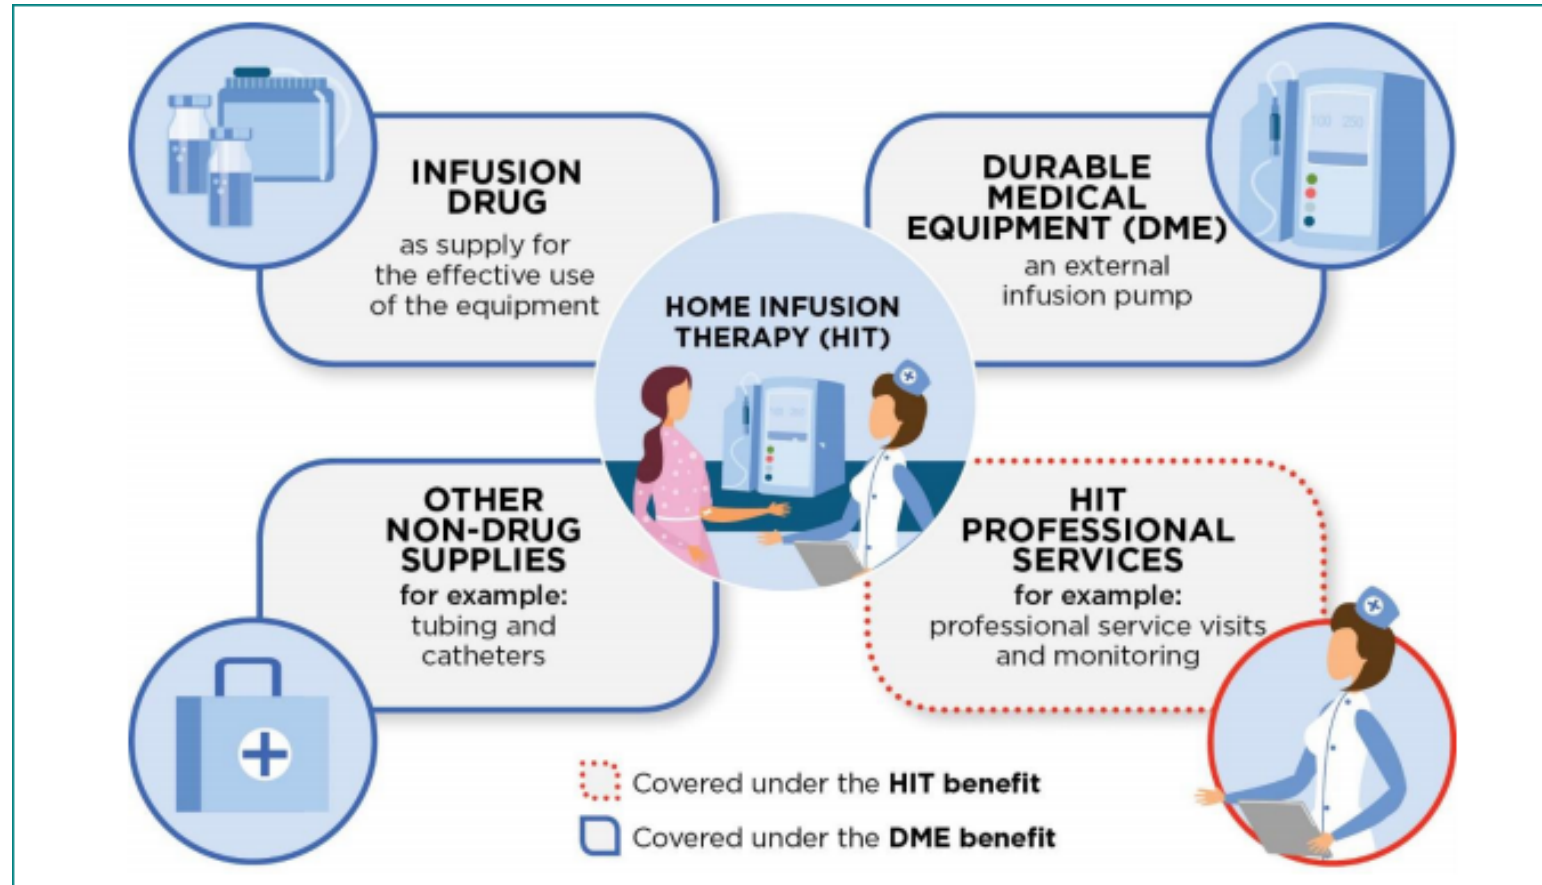 INFUSION
DRUG
as supply for
the effective use
of the equipment
DURABLE
MEDICAL
EQUIPMENT (DME)
an external
infusion pump
100 250
HOME INFUSION
THERAPY (HIT)
OTHER
NON-DRUG
SUPPLIES
for example:
tubing and
catheters
HIT
PROFESSIONAL
SERVICES
for example:
professional service visits
and monitoring
Covered under the HIT benefit
Covered under the DME benefit